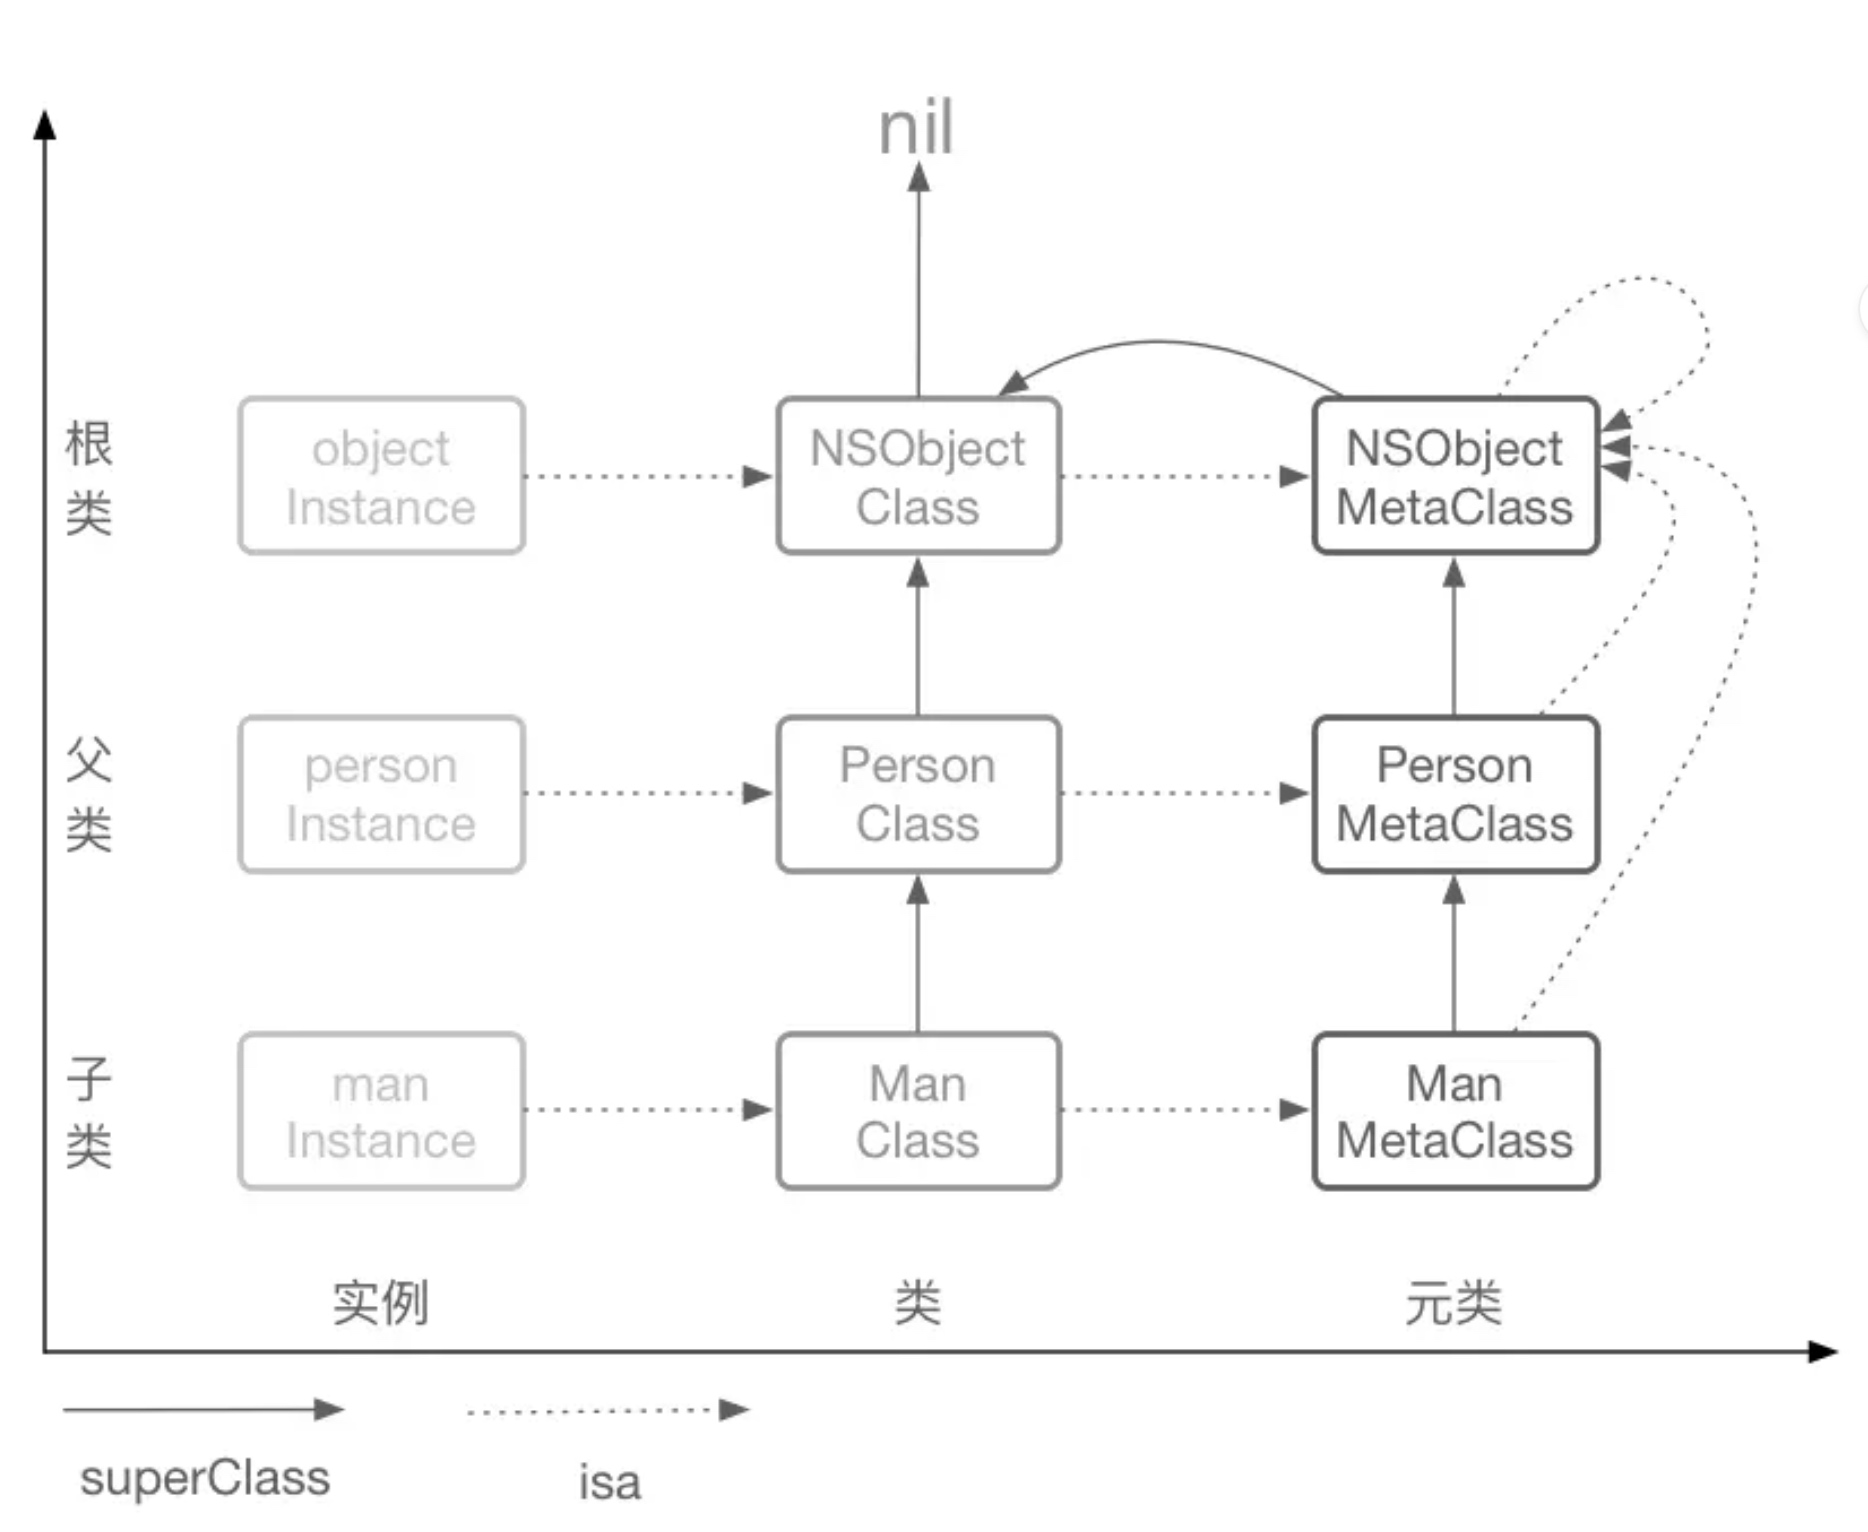 nil
根
类
object
Instance
NSObject
Class
NSObject
MetaClass
父
类
person
Instance
Person
Class
Person
MetaClass
子
类
man
Instance
Man
Class
Man
MetaClass
实例
类
元类
superClass
isa